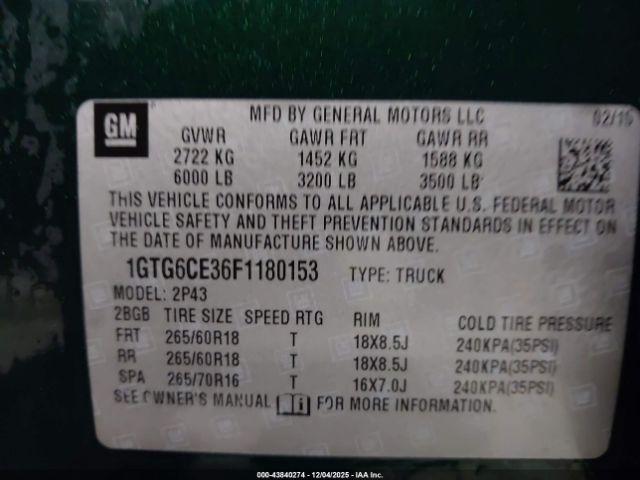 GM
MFD BY GENERAL MOTORS LLC 02/15
GVWR GAWR FRT GAWR RR
2722 KG 1452 KG 1588 KG
6000 LB 3200 LB 3500 LB
THIS VEHICLE CONFORMS TO ALL APPLICABLE U.S. FEDERAL MOTOR
VEHICLE SAFETY AND THEFT PREVENTION STANDARDS IN EFFECT ON
THE DATE OF MANUFACTURE SHOWN ABOVE.
1GTG6CE36F1180153 TYPE: TRUCK
MODEL: 2P43
2BGB TIRE SIZE SPEED RTG RIM COLD TIRE PRESSURE
FRT 265/60R18 T 18X8.5J 240KPA(35PSI)
RR 265/60R18 T 18X8.5J 240KPA(35PSI)
SPA 265/70R16 T 16X7.0J 240KPA(35PSI)
SEE OWNER'S MANUAL FOR MORE INFORMATION.
000-43840274 - 12/04/2025 - IAA Inc.